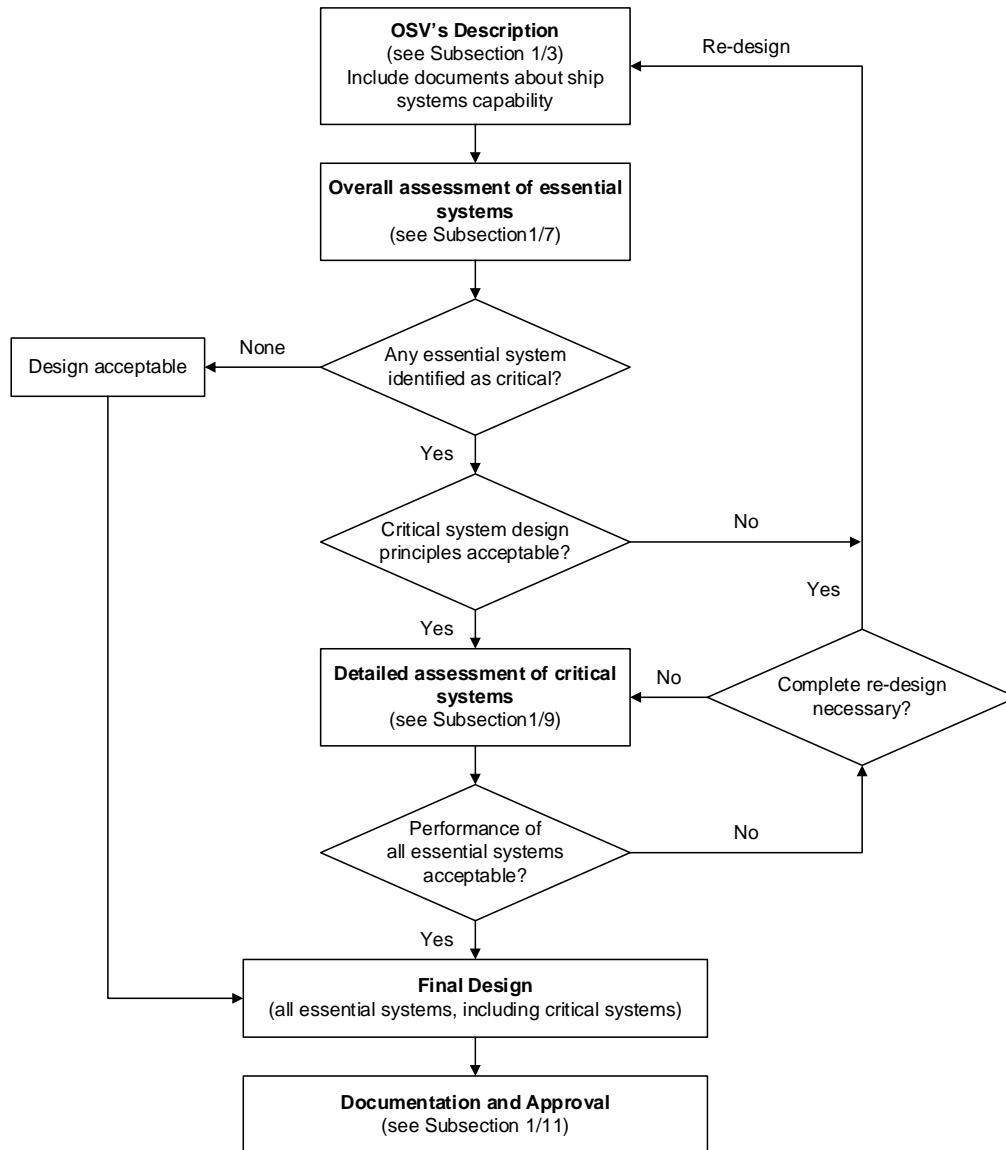 OSV's Description
(see Subsection 1/3)
Include documents about ship
systems capability
Re-design
Overall assessment of essential
systems
(see Subsection1/7)
None
Design acceptable
Any essential system
identified as critical?
Yes
Critical system design
principles acceptable?
No
Yes
Yes
Detailed assessment of critical
systems
(see Subsection1/9)
No
Complete re-design
necessary?
Performance of
all essential systems
acceptable?
No
Yes
Final Design
(all essential systems, including critical systems)
Documentation and Approval
(see Subsection 1/11)